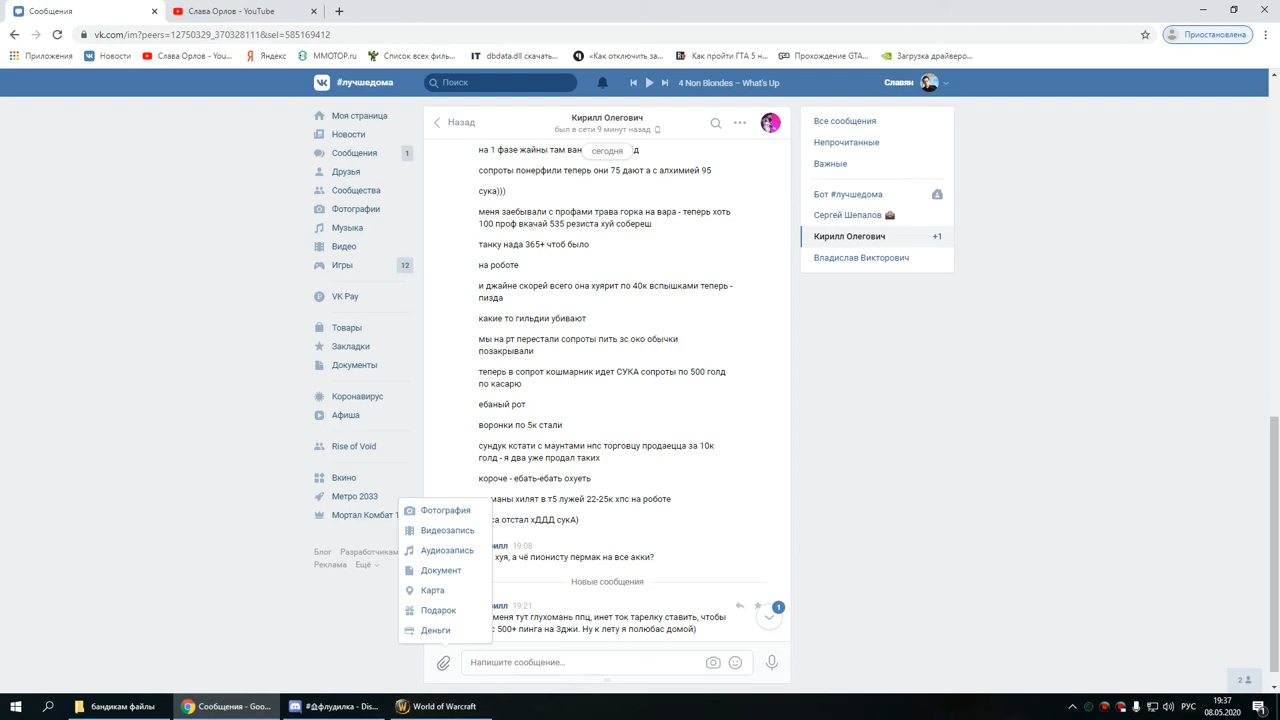 Сообщения
Слава Орлов - YouTube
vk.com/im?peers=12750329_370328111&sel=585169412
Приостановлена
Приложения
Новости
Слава Орлов - You...
Яндекс
MMOTOP.ru
Список всех филь...
dbdata.dll скачать...
«Как отключить за...
Как пройти ГТА 5 н...
Прохождение GTA...
Загрузка драйверо...
#лучшедома
Поиск
4 Non Blondes – What's Up
Славян
Моя страница
Новости
Сообщения 1
Друзья
Сообщества
Фотографии
Музыка
Видео
Игры 12
VK Pay
Товары
Закладки
Документы
Коронавирус
Афиша
Rise of Void
Вкино
Метро 2033
Мортал Комбат 1
Блог Разработчикам
Реклама Ещё
Назад
Кирилл Олегович
был в сети 9 минут назад
на 1 фазе жайны там ван
сегодня
д
сопроты понерфили теперь они 75 дают а с алхимией 95
сука)))
меня заебывали с профами трава горка на вара - теперь хоть
100 проф вкачай 535 резиста хуй собереш
танку нада 365+ чтоб было
на роботе
и джайне скорей всего она хуярит по 40к вспышками теперь -
пизда
какие то гильдии убивают
мы на рт перестали сопроты пить зс око обычки
позакрывали
теперь в сопрот кошмарник идет СУКА сопроты по 500 голд
по касарю
ебаный рот
воронки по 5к стали
сундук кстати с маунтами нпс торговцу продаецца за 10к
голд - я два уже продал таких
короче - ебать-ебать охуеть
маны хилят в т5 лужей 22-25к хпс на роботе
са отстал хДДД сукА)
рилл 19:08
хуя, а чё пионисту пермак на все акки?
Новые сообщения
рилл 19:21
меня тут глухомань ппц, инет ток тарелку ставить, чтобы
с 500+ пинга на 3джи. Ну к лету я полюбас домой)
1
Фотография
Видеозапись
Аудиозапись
Документ
Карта
Подарок
Деньги
Напишите сообщение...
Все сообщения
Непрочитанные
Важные
Бот #лучшедома
Сергей Шепалов
Кирилл Олегович +1
Владислав Викторович
2
бандикам файлы
Сообщения - Goo...
- Dis...
World of Warcraft
РУС
19:37
08.05.2020
1